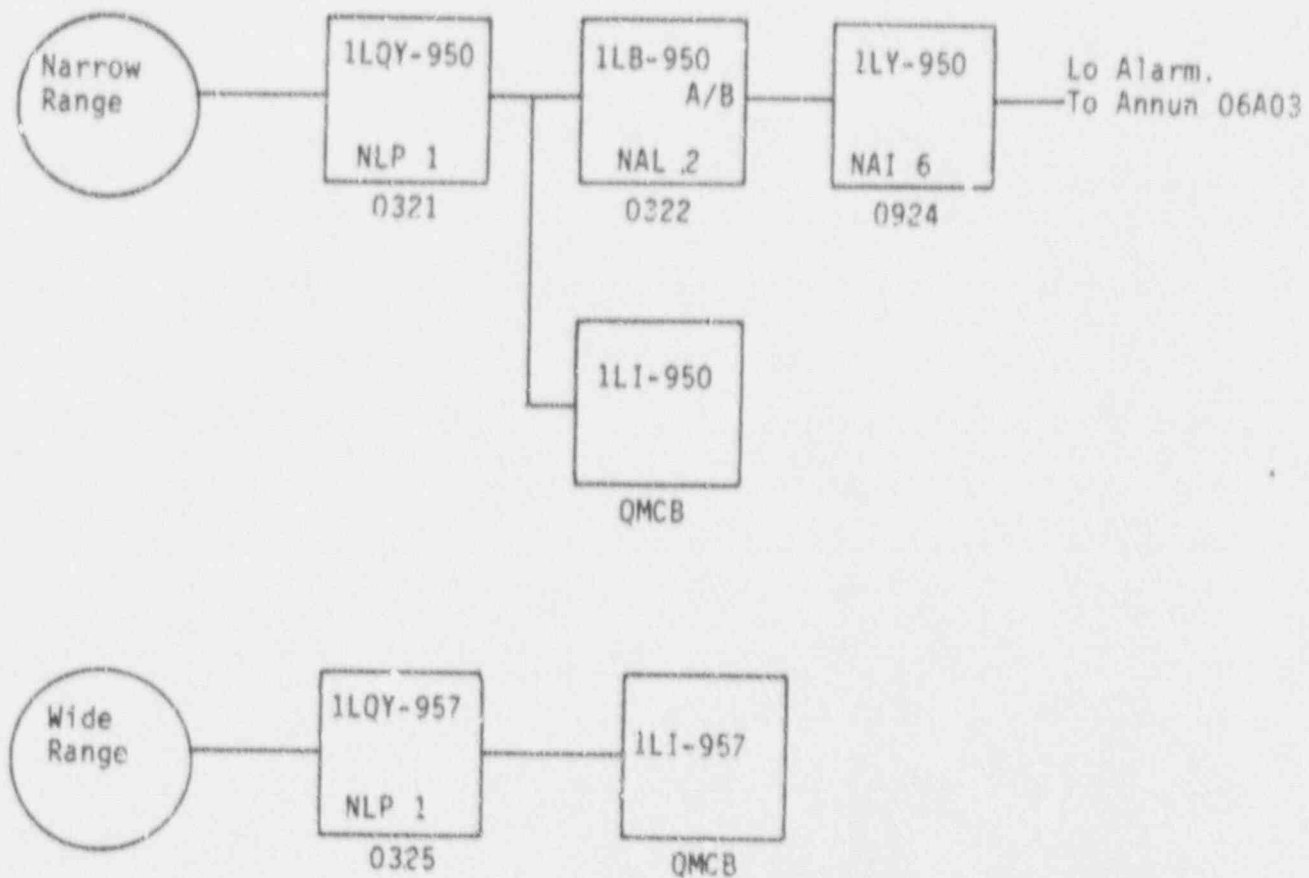 Narrow
Range
1LQY-950
NLP 1
0321
1LB-950
A/B
NAL 2
0322
1LY-950
NAI 6
0924
Lo Alarm.
To Annun 06A03
1LI-950
QMCB
Wide
Range
1LQY-957
NLP 1
0325
1LI-957
QMCB